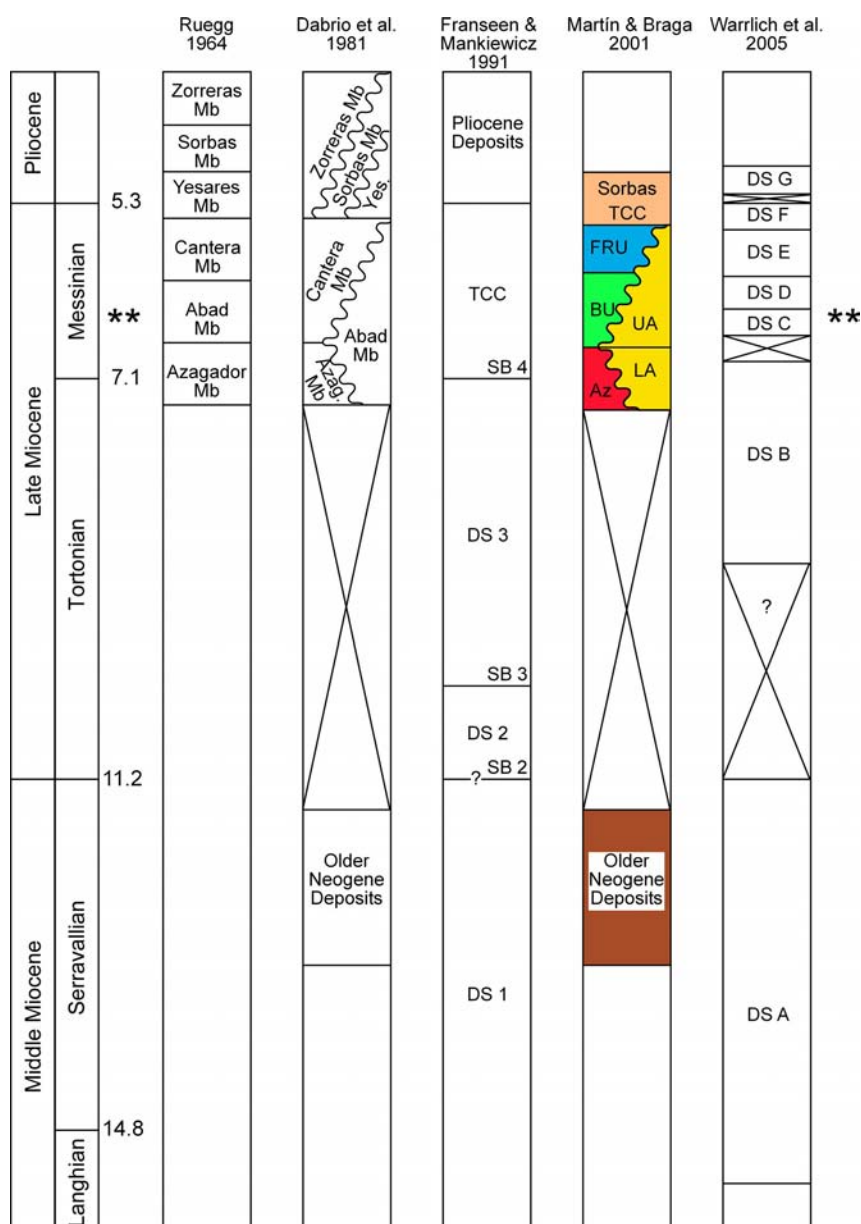 Ruegg
1964
Dabrio et al.
1981
Franseen &
Mankiewicz
1991
Martín & Braga
2001
Warrlich et al.
2005
Pliocene
Late Miocene
Middle Miocene
Messinian
Tortonian
Serravallian
Langhian
5.3
**
7.1
11.2
14.8
Zorreras
Mb
Sorbas
Mb
Yesares
Mb
Cantera
Mb
Abad
Mb
Azagador
Mb
Zorreras Mb
Sorbas Mb
Yes.
Cantera
Mb
Abad
Mb
Azag.
Mb
Older
Neogene
Deposits
Pliocene
Deposits
TCC
SB 4
DS 3
SB 3
DS 2
SB 2
?
DS 1
Sorbas
TCC
FRU
BU
UA
LA
Az
Older
Neogene
Deposits
DS G
DS F
DS E
DS D
DS C
**
DS B
?
DS A